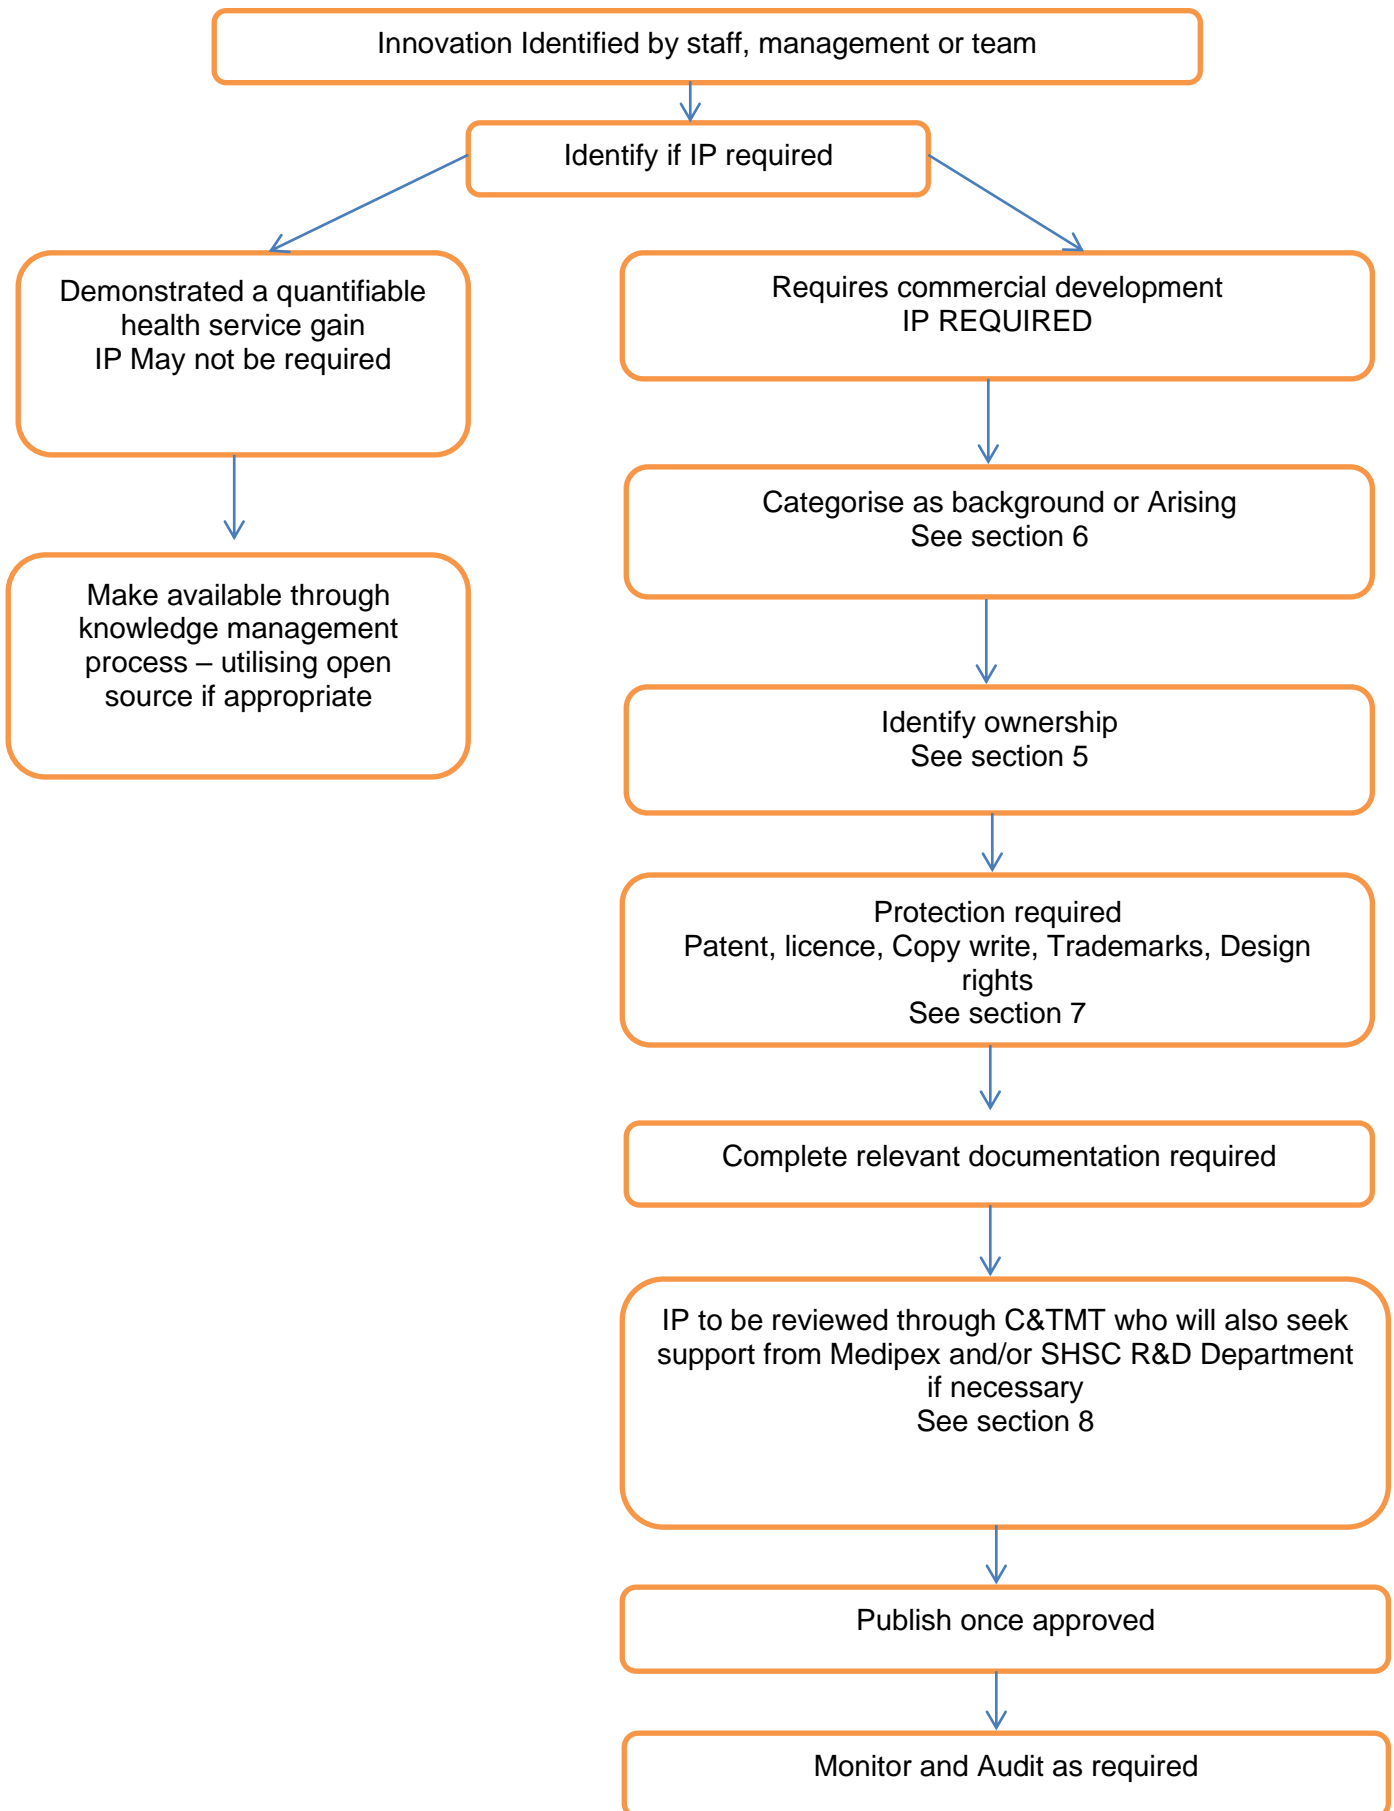 Innovation Identified by staff, management or team
Identify if IP required
Demonstrated a quantifiable
health service gain
IP May not be required
Make available through
knowledge management
process – utilising open
source if appropriate
Requires commercial development
IP REQUIRED
Categorise as background or Arising
See section 6
Identify ownership
See section 5
Protection required
Patent, licence, Copy write, Trademarks, Design
rights
See section 7
Complete relevant documentation required
IP to be reviewed through C&TMT who will also seek
support from Medipex and/or SHSC R&D Department
if necessary
See section 8
Publish once approved
Monitor and Audit as required